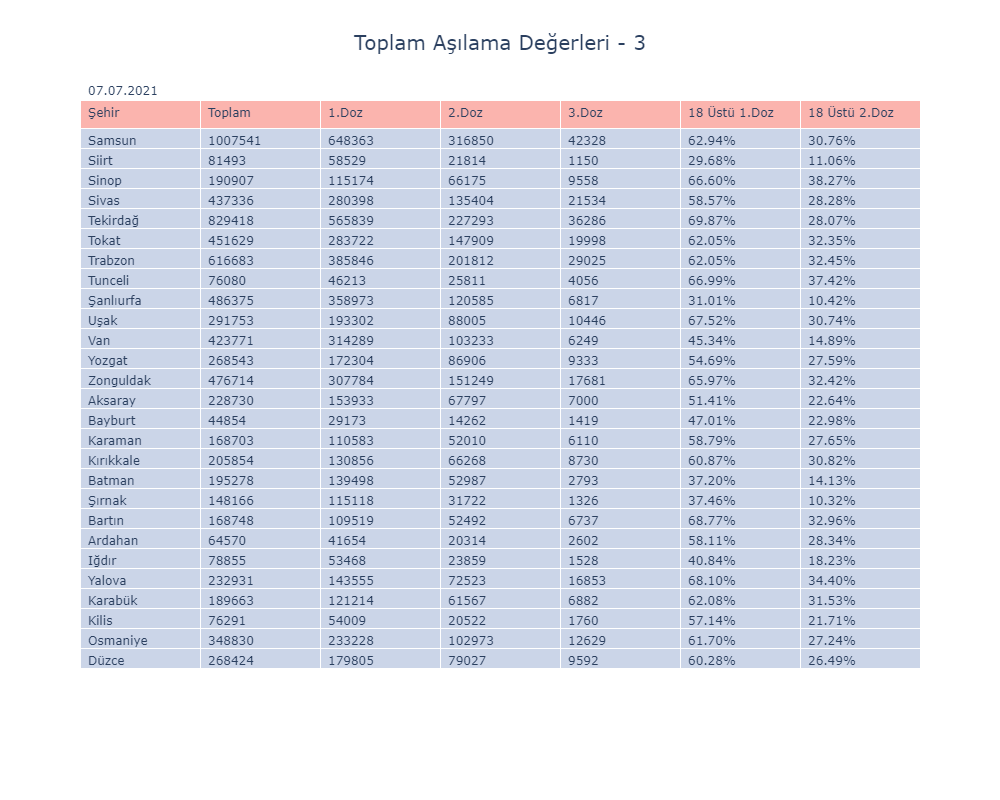 Toplam Aşılama Değerleri - 3
07.07.2021
Şehir Toplam 1.Doz 2.Doz 3.Doz 18 Üstü 1.Doz 18 Üstü 2.Doz
Samsun 1007541 648363 316850 42328 62.94% 30.76%
Siirt 81493 58529 21814 1150 29.68% 11.06%
Sinop 190907 115174 66175 9558 66.60% 38.27%
Sivas 437336 280398 135404 21534 58.57% 28.28%
Tekirdağ 829418 565839 227293 36286 69.87% 28.07%
Tokat 451629 283722 147909 19998 62.05% 32.35%
Trabzon 616683 385846 201812 29025 62.05% 32.45%
Tunceli 76080 46213 25811 4056 66.99% 37.42%
Şanlıurfa 486375 358973 120585 6817 31.01% 10.42%
Uşak 291753 193302 88005 10446 67.52% 30.74%
Van 423771 314289 103233 6249 45.34% 14.89%
Yozgat 268543 172304 86906 9333 54.69% 27.59%
Zonguldak 476714 307784 151249 17681 65.97% 32.42%
Aksaray 228730 153933 67797 7000 51.41% 22.64%
Bayburt 44854 29173 14262 1419 47.01% 22.98%
Karaman 168703 110583 52010 6110 58.79% 27.65%
Kırıkkale 205854 130856 66268 8730 60.87% 30.82%
Batman 195278 139498 52987 2793 37.20% 14.13%
Şırnak 148166 115118 31722 1326 37.46% 10.32%
Bartın 168748 109519 52492 6737 68.77% 32.96%
Ardahan 64570 41654 20314 2602 58.11% 28.34%
Iğdır 78855 53468 23859 1528 40.84% 18.23%
Yalova 232931 143555 72523 16853 68.10% 34.40%
Karabük 189663 121214 61567 6882 62.08% 31.53%
Kilis 76291 54009 20522 1760 57.14% 21.71%
Osmaniye 348830 233228 102973 12629 61.70% 27.24%
Düzce 268424 179805 79027 9592 60.28% 26.49%